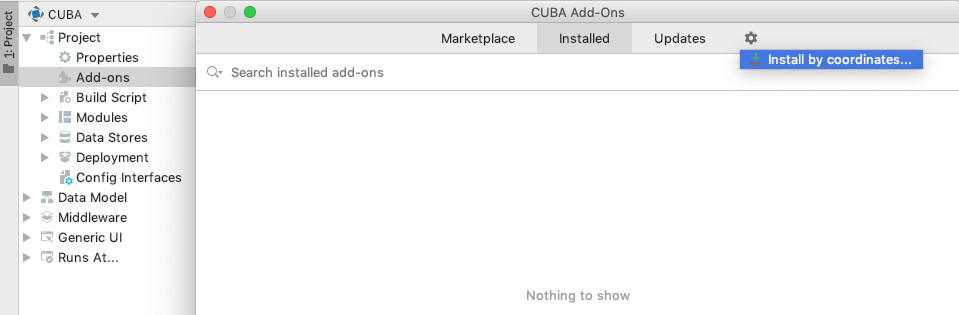 1: Project
CUBA
Project
Properties
Add-ons
Build Script
Modules
Data Stores
Deployment
Config Interfaces
Data Model
Middleware
Generic UI
Runs At...
CUBA Add-Ons
Marketplace Installed Updates
Install by coordinates...
Search installed add-ons
Nothing to show